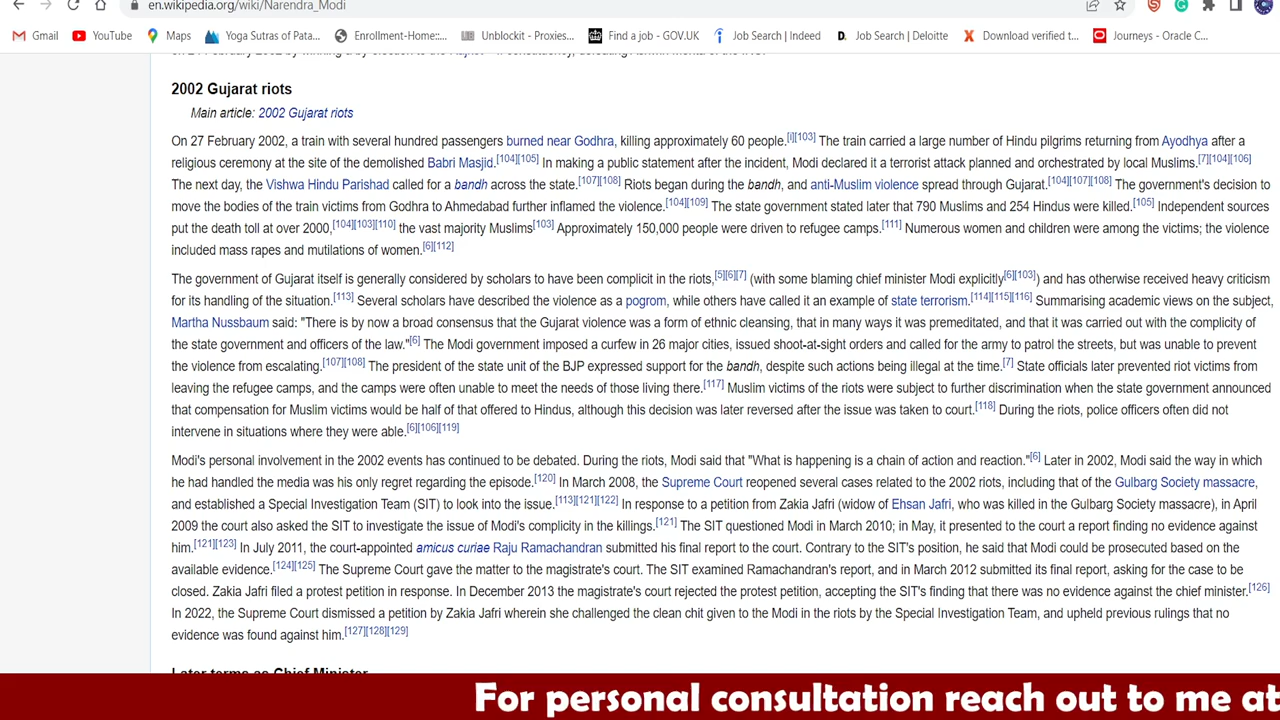 en.wikipedia.org/wiki/Narendra_Modi
Gmail YouTube Maps Yoga Sutras of Pata... Enrollment-Home::... Unblockit - Proxies... Find a job - GOV.UK Job Search | Indeed Job Search | Deloitte Download verified t... Journeys - Oracle C...
2002 Gujarat riots
Main article: 2002 Gujarat riots
On 27 February 2002, a train with several hundred passengers burned near Godhra, killing approximately 60 people.[i][103] The train carried a large number of Hindu pilgrims returning from Ayodhya after a
religious ceremony at the site of the demolished Babri Masjid.[104][105] In making a public statement after the incident, Modi declared it a terrorist attack planned and orchestrated by local Muslims.[7][104][106]
The next day, the Vishwa Hindu Parishad called for a bandh across the state.[107][108] Riots began during the bandh, and anti-Muslim violence spread through Gujarat.[104][107][108] The government's decision to
move the bodies of the train victims from Godhra to Ahmedabad further inflamed the violence.[104][109] The state government stated later that 790 Muslims and 254 Hindus were killed.[105] Independent sources
put the death toll at over 2000,[104][103][110] the vast majority Muslims[103] Approximately 150,000 people were driven to refugee camps.[111] Numerous women and children were among the victims; the violence
included mass rapes and mutilations of women.[6][112]
The government of Gujarat itself is generally considered by scholars to have been complicit in the riots,[5][6][7] (with some blaming chief minister Modi explicitly[6][103]) and has otherwise received heavy criticism
for its handling of the situation.[113] Several scholars have described the violence as a pogrom, while others have called it an example of state terrorism.[114][115][116] Summarising academic views on the subject,
Martha Nussbaum said: "There is by now a broad consensus that the Gujarat violence was a form of ethnic cleansing, that in many ways it was premeditated, and that it was carried out with the complicity of
the state government and officers of the law."[6] The Modi government imposed a curfew in 26 major cities, issued shoot-at-sight orders and called for the army to patrol the streets, but was unable to prevent
the violence from escalating.[107][108] The president of the state unit of the BJP expressed support for the bandh, despite such actions being illegal at the time.[7] State officials later prevented riot victims from
leaving the refugee camps, and the camps were often unable to meet the needs of those living there.[117] Muslim victims of the riots were subject to further discrimination when the state government announced
that compensation for Muslim victims would be half of that offered to Hindus, although this decision was later reversed after the issue was taken to court.[118] During the riots, police officers often did not
intervene in situations where they were able.[6][106][119]
Modi's personal involvement in the 2002 events has continued to be debated. During the riots, Modi said that "What is happening is a chain of action and reaction."[6] Later in 2002, Modi said the way in which
he had handled the media was his only regret regarding the episode.[120] In March 2008, the Supreme Court reopened several cases related to the 2002 riots, including that of the Gulbarg Society massacre,
and established a Special Investigation Team (SIT) to look into the issue.[113][121][122] In response to a petition from Zakia Jafri (widow of Ehsan Jafri, who was killed in the Gulbarg Society massacre), in April
2009 the court also asked the SIT to investigate the issue of Modi's complicity in the killings.[121] The SIT questioned Modi in March 2010; in May, it presented to the court a report finding no evidence against
him.[121][123] In July 2011, the court-appointed amicus curiae Raju Ramachandran submitted his final report to the court. Contrary to the SIT's position, he said that Modi could be prosecuted based on the
available evidence.[124][125] The Supreme Court gave the matter to the magistrate's court. The SIT examined Ramachandran's report, and in March 2012 submitted its final report, asking for the case to be
closed. Zakia Jafri filed a protest petition in response. In December 2013 the magistrate's court rejected the protest petition, accepting the SIT's finding that there was no evidence against the chief minister.[126]
In 2022, the Supreme Court dismissed a petition by Zakia Jafri wherein she challenged the clean chit given to the Modi in the riots by the Special Investigation Team, and upheld previous rulings that no
evidence was found against him.[127][128][129]
Later terms as Chief Minister
For personal consultation reach out to me at